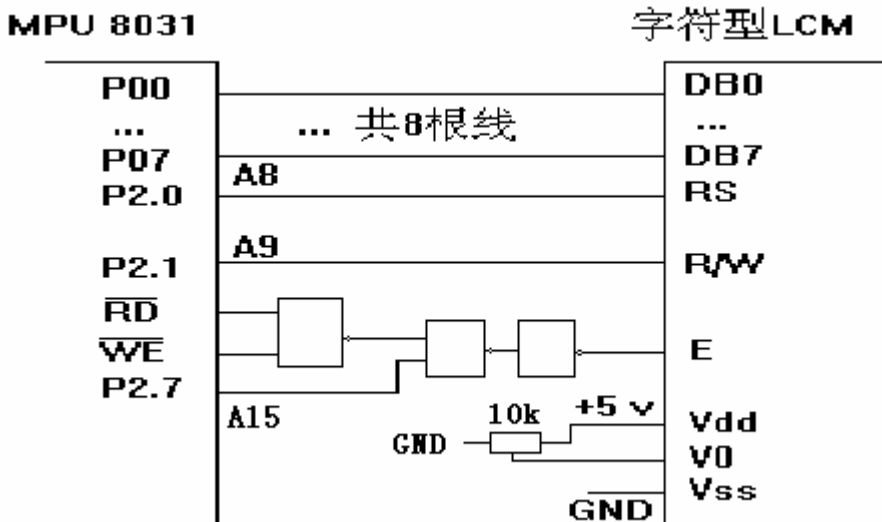 MPU 8031
字符型LCM
P00
DB0
...
... 共8根线
...
P07
DB7
A8
P2.0
RS
A9
P2.1
R/W
RD
WE
E
P2.7
A15
10k
+5 v
Vdd
GND
V0
Vss
GND